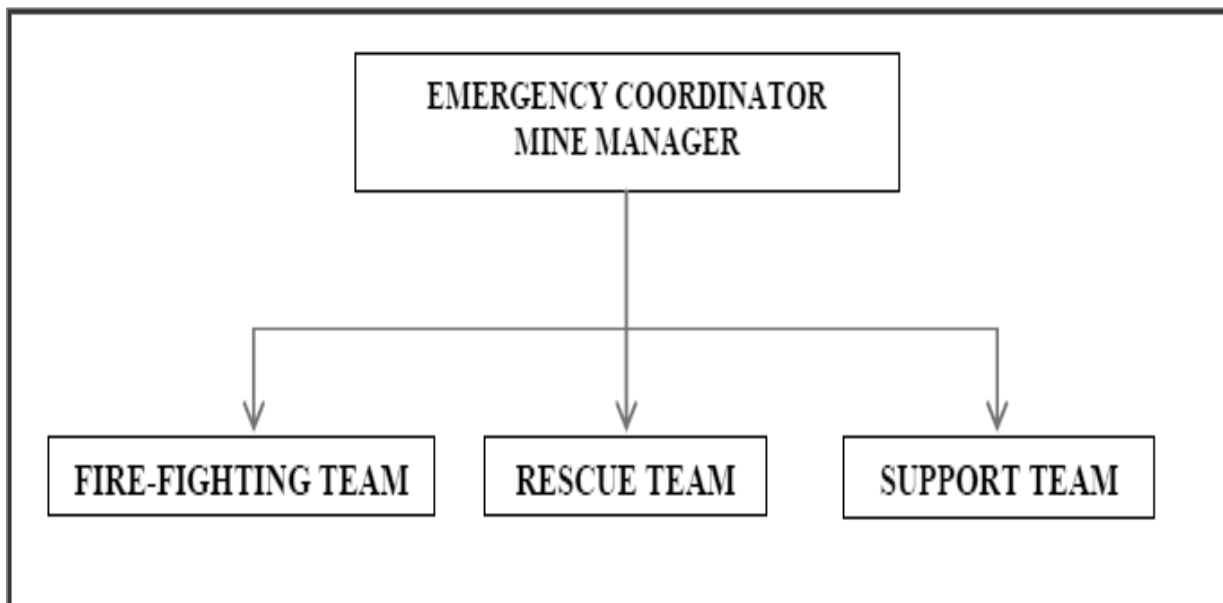 EMERGENCY COORDINATOR
MINE MANAGER
FIRE-FIGHTING TEAM
RESCUE TEAM
SUPPORT TEAM